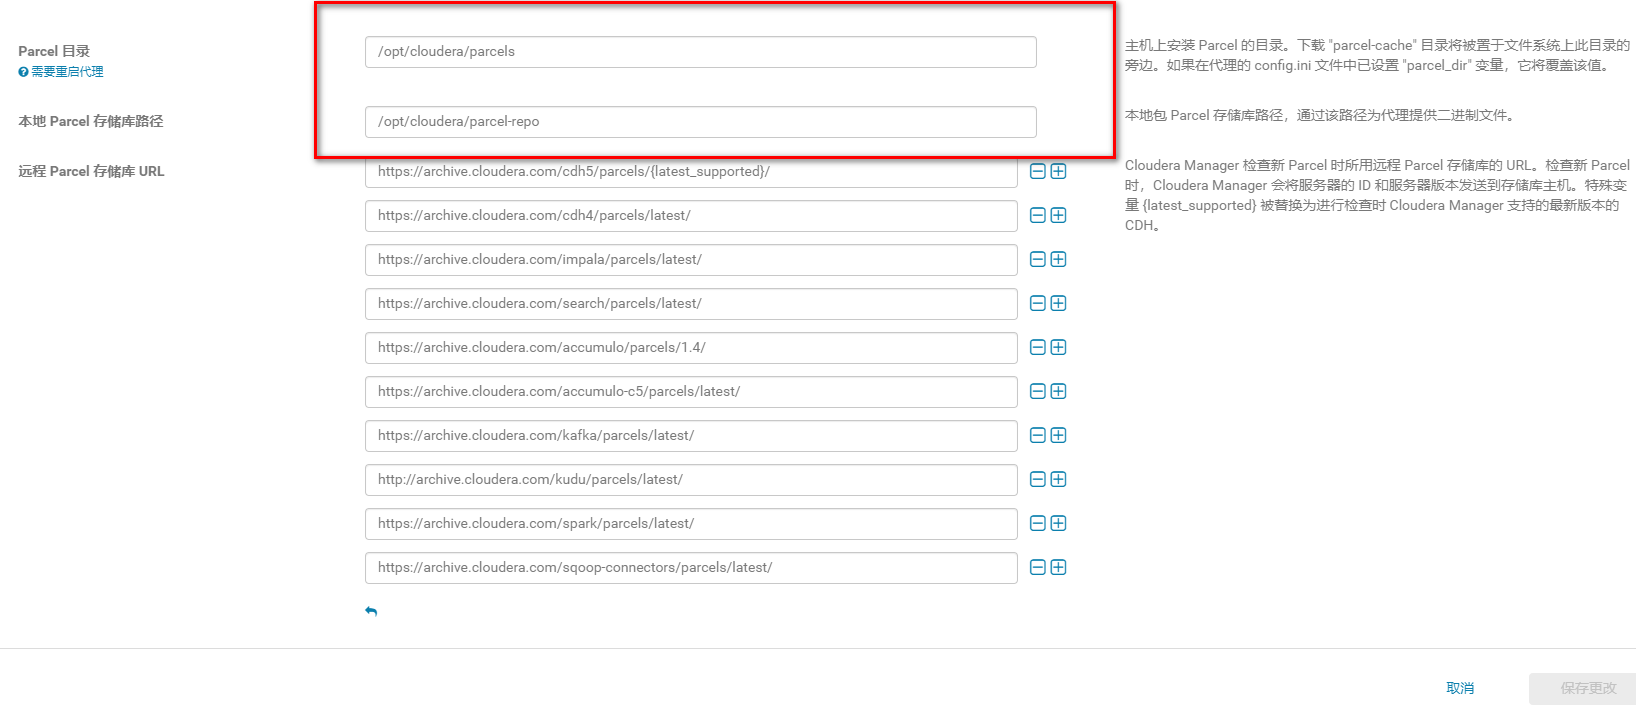 Parcel 目录
需要重启代理
/opt/cloudera/parcels
主机上安装 Parcel 的目录。下载 "parcel-cache" 目录将被置于文件系统上此目录的
旁边。如果在代理的 config.ini 文件中已设置 "parcel_dir" 变量，它将覆盖该值。
本地 Parcel 存储库路径
/opt/cloudera/parcel-repo
本地包 Parcel 存储库路径，通过该路径为代理提供二进制文件。
远程 Parcel 存储库 URL
https://archive.cloudera.com/cdh5/parcels/{latest_supported}/
https://archive.cloudera.com/cdh4/parcels/latest/
https://archive.cloudera.com/impala/parcels/latest/
https://archive.cloudera.com/search/parcels/latest/
https://archive.cloudera.com/accumulo/parcels/1.4/
https://archive.cloudera.com/accumulo-c5/parcels/latest/
https://archive.cloudera.com/kafka/parcels/latest/
http://archive.cloudera.com/kudu/parcels/latest/
https://archive.cloudera.com/spark/parcels/latest/
https://archive.cloudera.com/sqoop-connectors/parcels/latest/
Cloudera Manager 检查新 Parcel 时所用远程 Parcel 存储库的 URL。检查新 Parcel
时，Cloudera Manager 会将服务器的 ID 和服务器版本发送到存储库主机。特殊变
量 {latest_supported} 被替换为进行检查时 Cloudera Manager 支持的最新版本的
CDH。
取消
保存更改